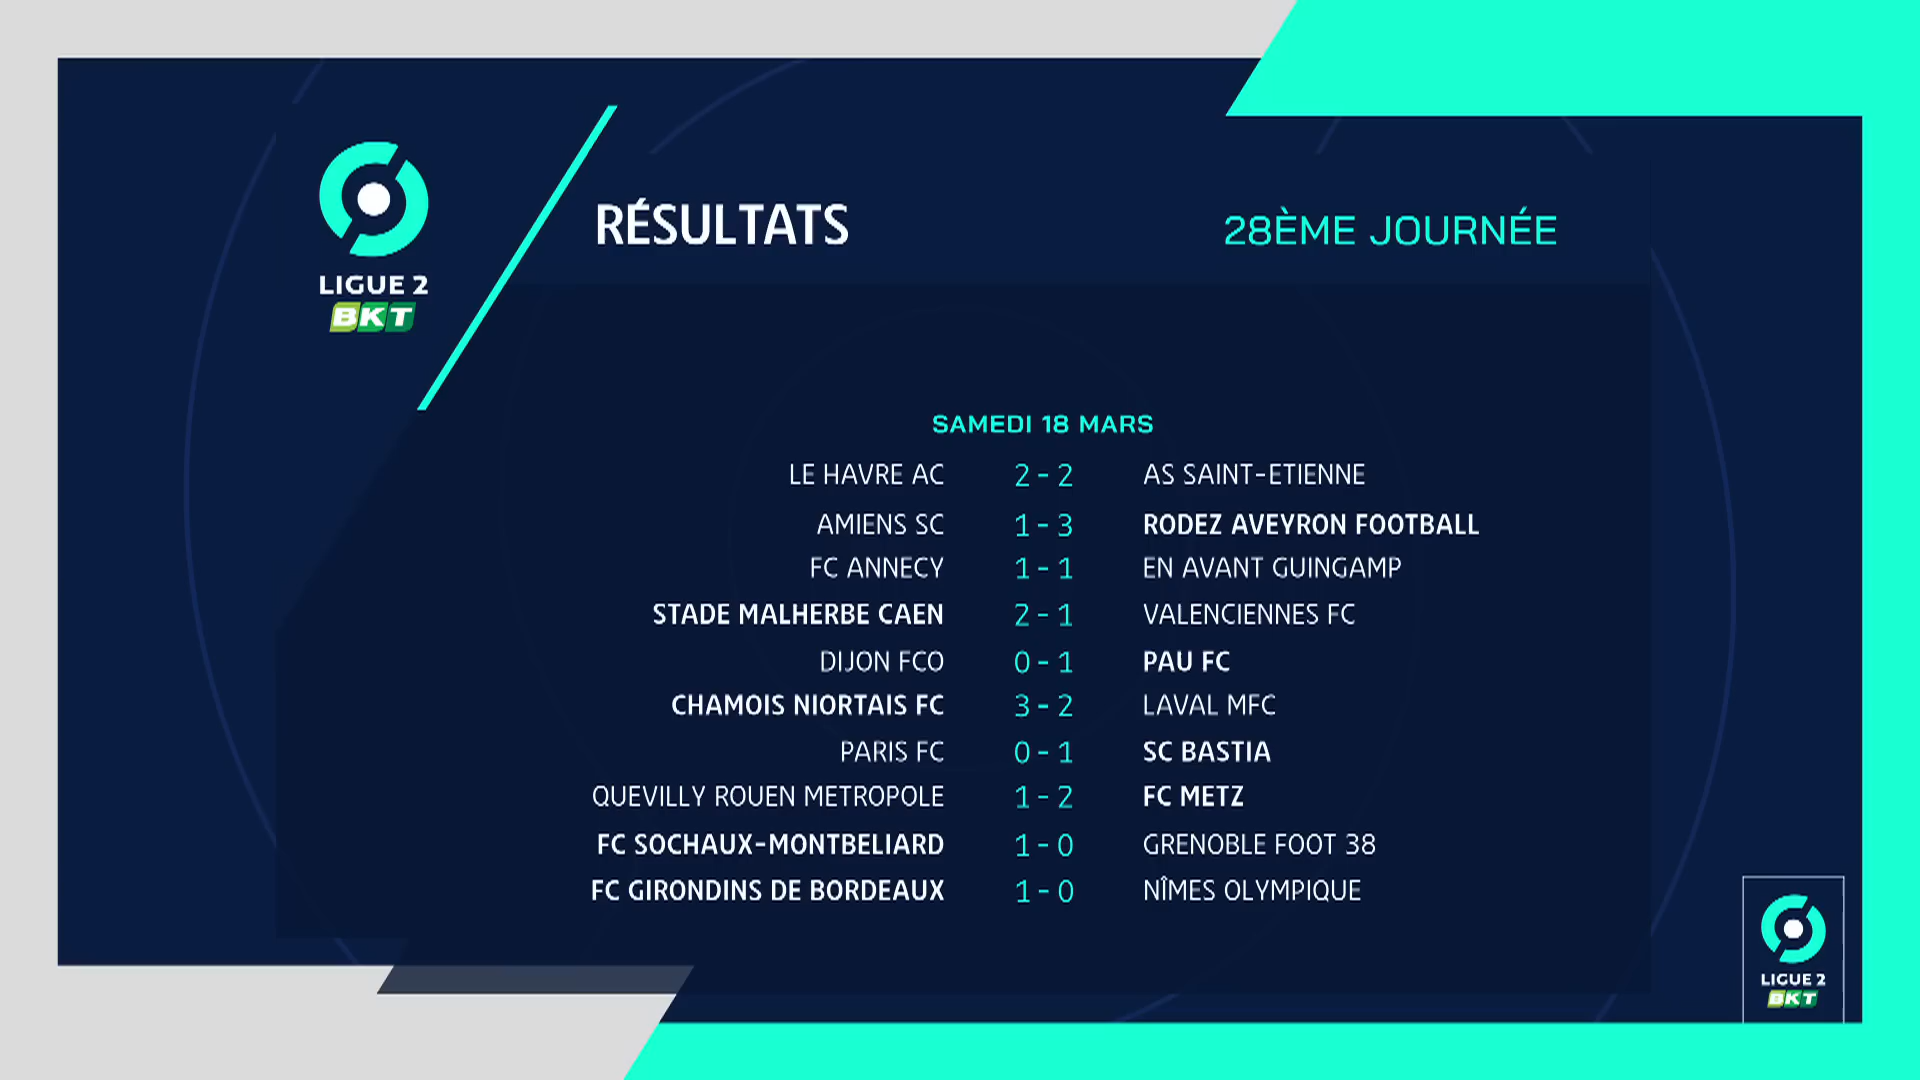 RÉSULTATS 28ÈME JOURNÉE
LIGUE 2
BKT
SAMEDI 18 MARS
LE HAVRE AC 2 - 2 AS SAINT-ETIENNE
AMIENS SC 1 - 3 RODEZ AVEYRON FOOTBALL
FC ANNECY 1 - 1 EN AVANT GUINGAMP
STADE MALHERBE CAEN 2 - 1 VALENCIENNES FC
DIJON FCO 0 - 1 PAU FC
CHAMOIS NIORTAIS FC 3 - 2 LAVAL MFC
PARIS FC 0 - 1 SC BASTIA
QUEVILLY ROUEN METROPOLE 1 - 2 FC METZ
FC SOCHAUX-MONTBELIARD 1 - 0 GRENOBLE FOOT 38
FC GIRONDINS DE BORDEAUX 1 - 0 NÎMES OLYMPIQUE
LIGUE 2
BKT